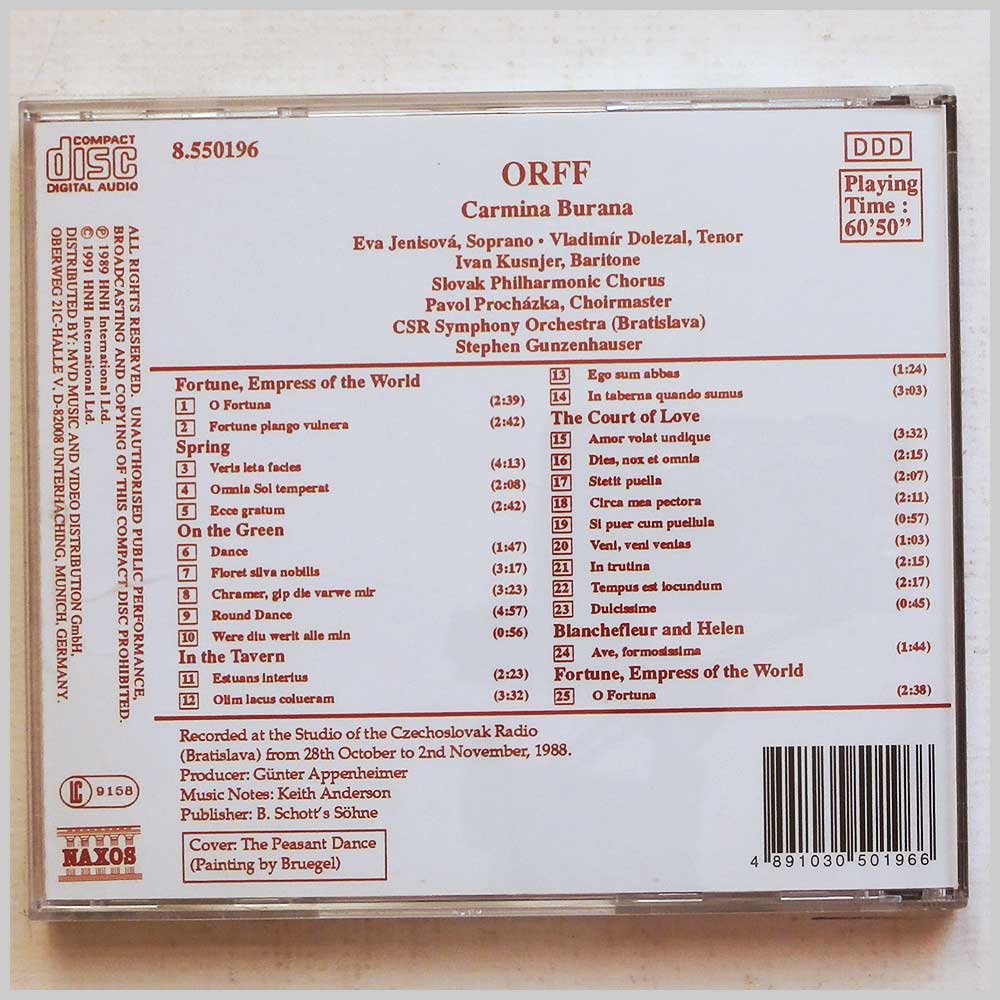 COMPACT
disc
DIGITAL AUDIO
8.550196
DDD
Playing
Time :
60'50"
ORFF
Carmina Burana
Eva Jenisová, Soprano • Vladimír Dolezal, Tenor
Ivan Kusnjer, Baritone
Slovak Philharmonic Chorus
Pavol Procházka, Choirmaster
CSR Symphony Orchestra (Bratislava)
Stephen Gunzenhauser
Fortune, Empress of the World
1 O Fortuna (2:39)
2 Fortune plango vulnera (2:42)
Spring
3 Veris leta facies (4:13)
4 Omnia Sol temperat (2:08)
5 Ecce gratum (2:42)
On the Green
6 Dance (1:47)
7 Floret silva nobilis (3:17)
8 Chramer, gip die varwe mir (3:23)
9 Round Dance (4:57)
10 Were diu werlt alle min (0:56)
In the Tavern
11 Estuans interius (2:23)
12 Olim lacus colueram (3:32)
13 Ego sum abbas (1:24)
14 In taberna quando sumus (3:03)
The Court of Love
15 Amor volat undique (3:32)
16 Dies, nox et omnia (2:15)
17 Stetit puella (2:07)
18 Circa mea pectora (2:11)
19 Si puer cum puellula (0:57)
20 Veni, veni venias (1:03)
21 In trutina (2:15)
22 Tempus est iocundum (2:17)
23 Dulcissime (0:45)
Blanchefleur and Helen
24 Ave, formosissima (1:44)
Fortune, Empress of the World
25 O Fortuna (2:38)
Recorded at the Studio of the Czechoslovak Radio
(Bratislava) from 28th October to 2nd November, 1988.
Producer: Günter Appenheimer
Music Notes: Keith Anderson
Publisher: B. Schott's Söhne
Cover: The Peasant Dance
(Painting by Bruegel)
ALL RIGHTS RESERVED. UNAUTHORISED PUBLIC PERFORMANCE,
BROADCASTING AND COPYING OF THIS COMPACT DISC PROHIBITED.
℗ 1989 HNH International Ltd.
© 1991 HNH International Ltd.
DISTRIBUTED BY: MVD MUSIC AND VIDEO DISTRIBUTION GmbH,
OBERWEG 21C-HALLE V. D-82008 UNTERHACHING, MUNICH, GERMANY.
LC 9158
NAXOS
4 891030 501966